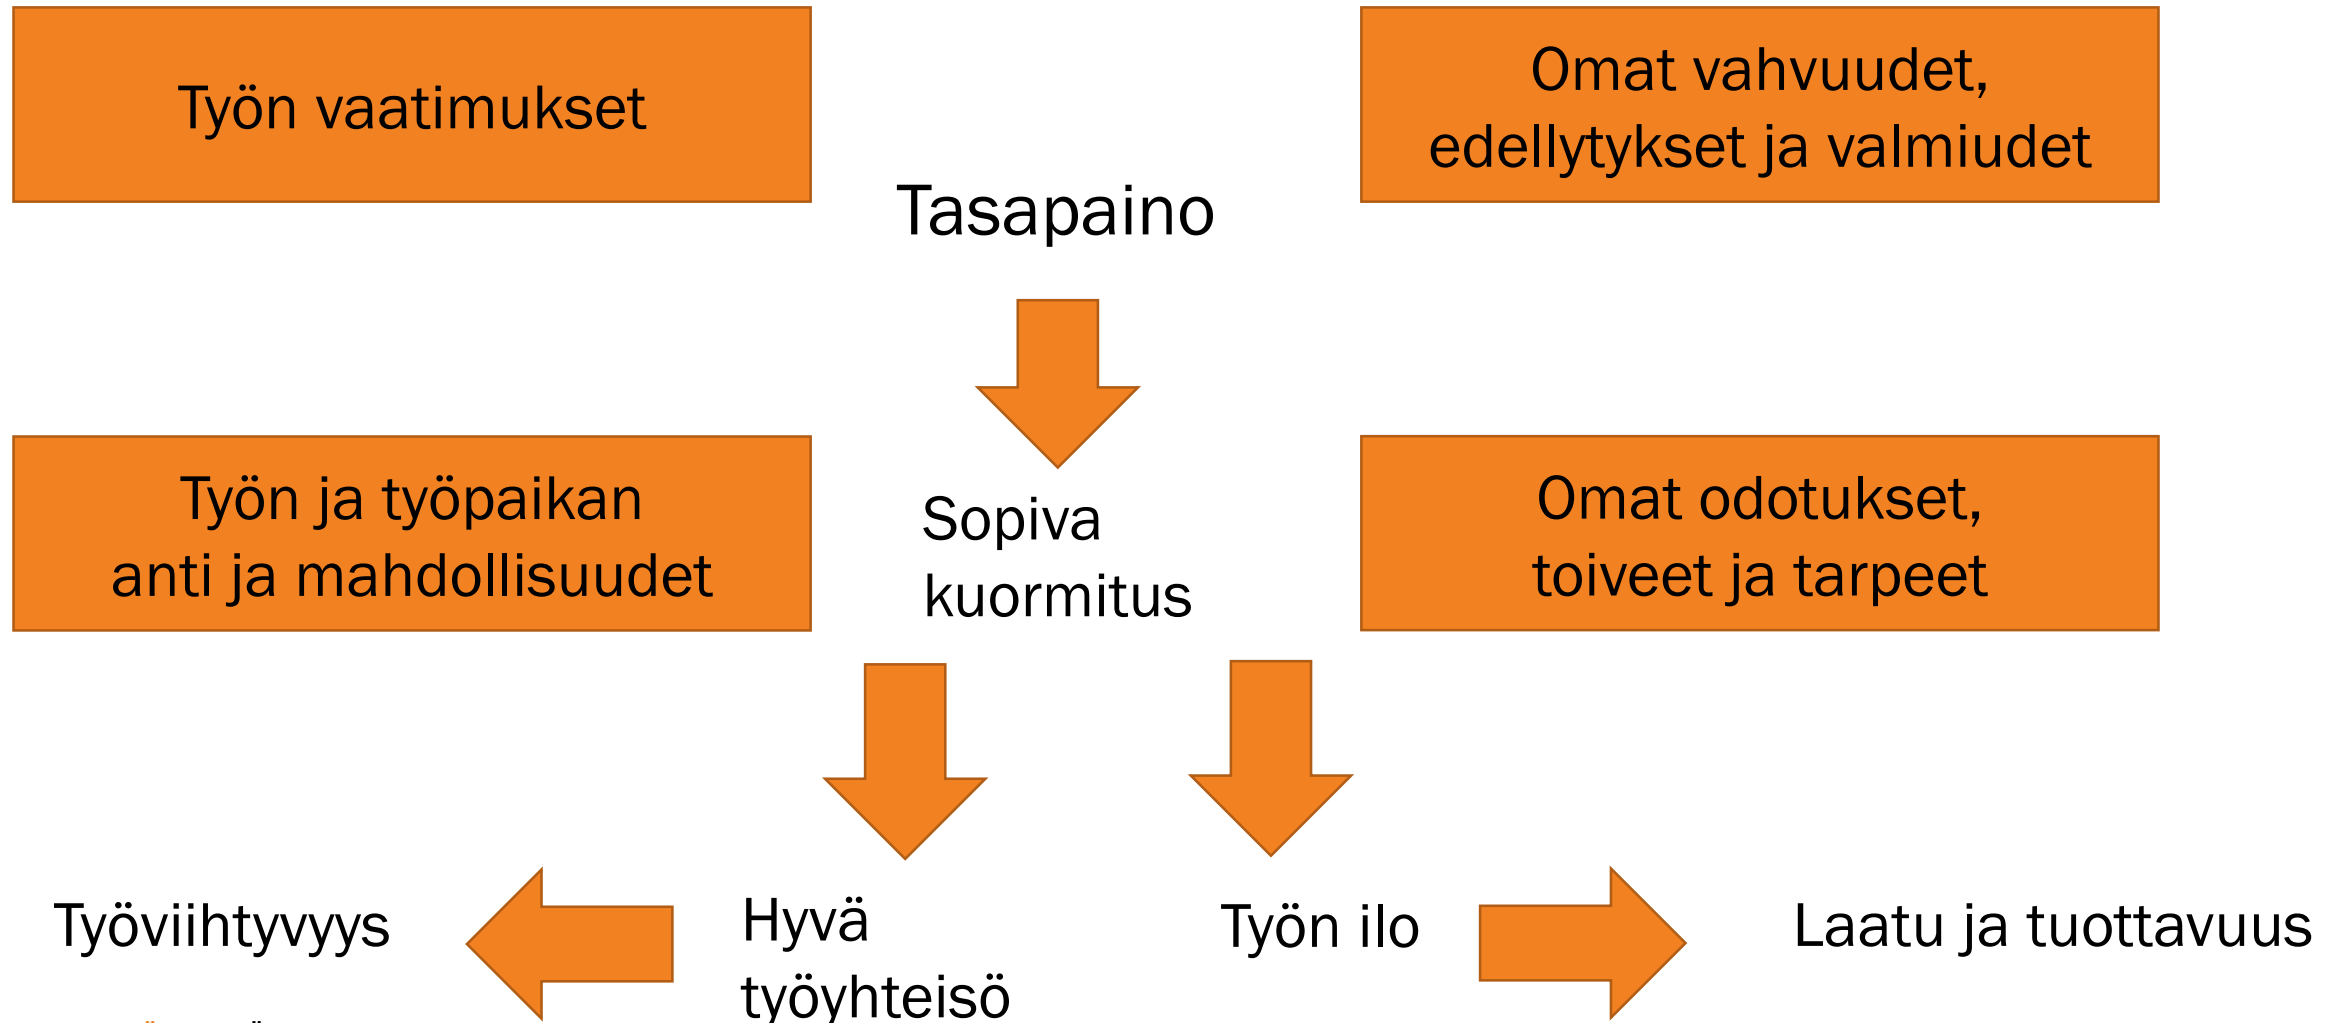 Työn vaatimukset
Omat vahvuudet,
edellytykset ja valmiudet
Tasapaino
Työn ja työpaikan
anti ja mahdollisuudet
Sopiva
kuormitus
Omat odotukset,
toiveet ja tarpeet
Työviihtyvyys
Hyvä
työyhteisö
Työn ilo
Laatu ja tuottavuus